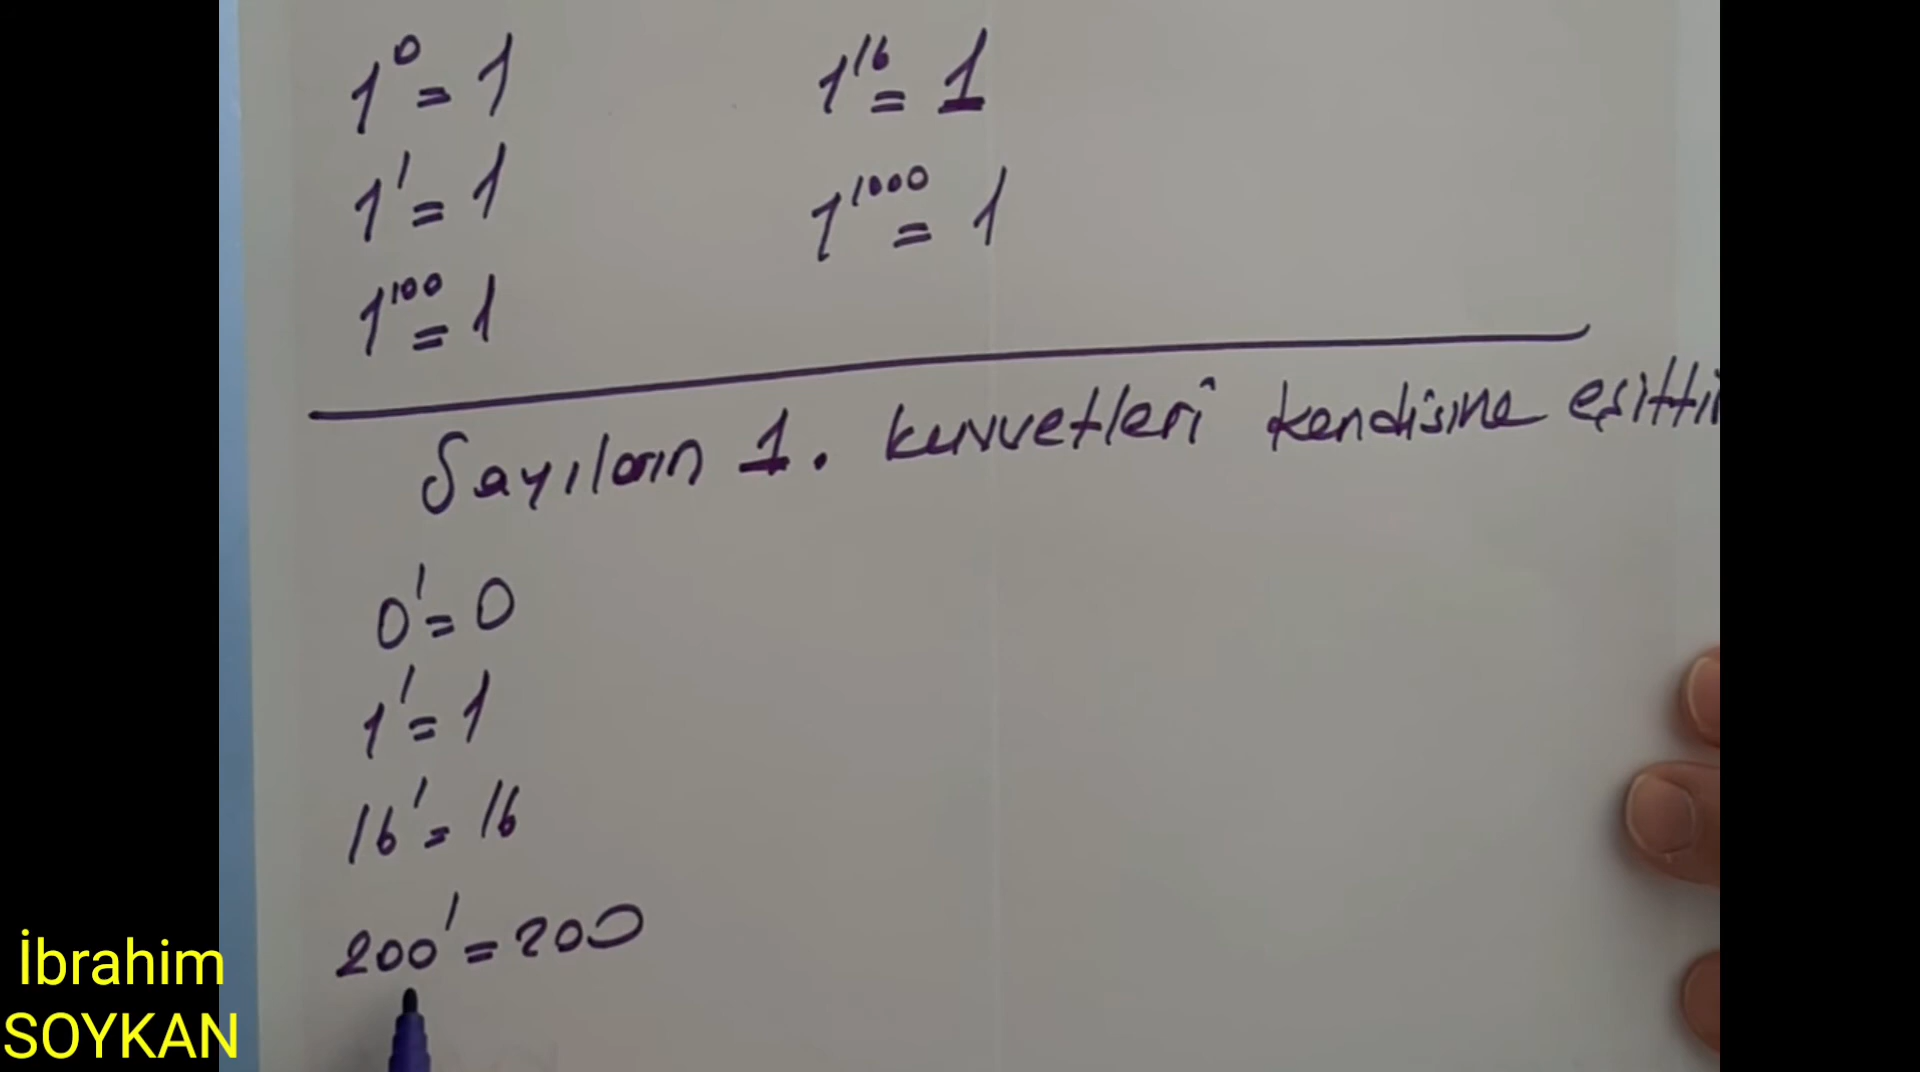 1⁰ = 1
1¹ = 1
1¹⁰⁰ = 1
1¹⁶ = 1
1¹⁰⁰⁰ = 1
Sayıların 1. kuvvetleri kendisine eşitti
0¹ = 0
1¹ = 1
16¹ = 16
200¹ = 200
İbrahim
SOYKAN